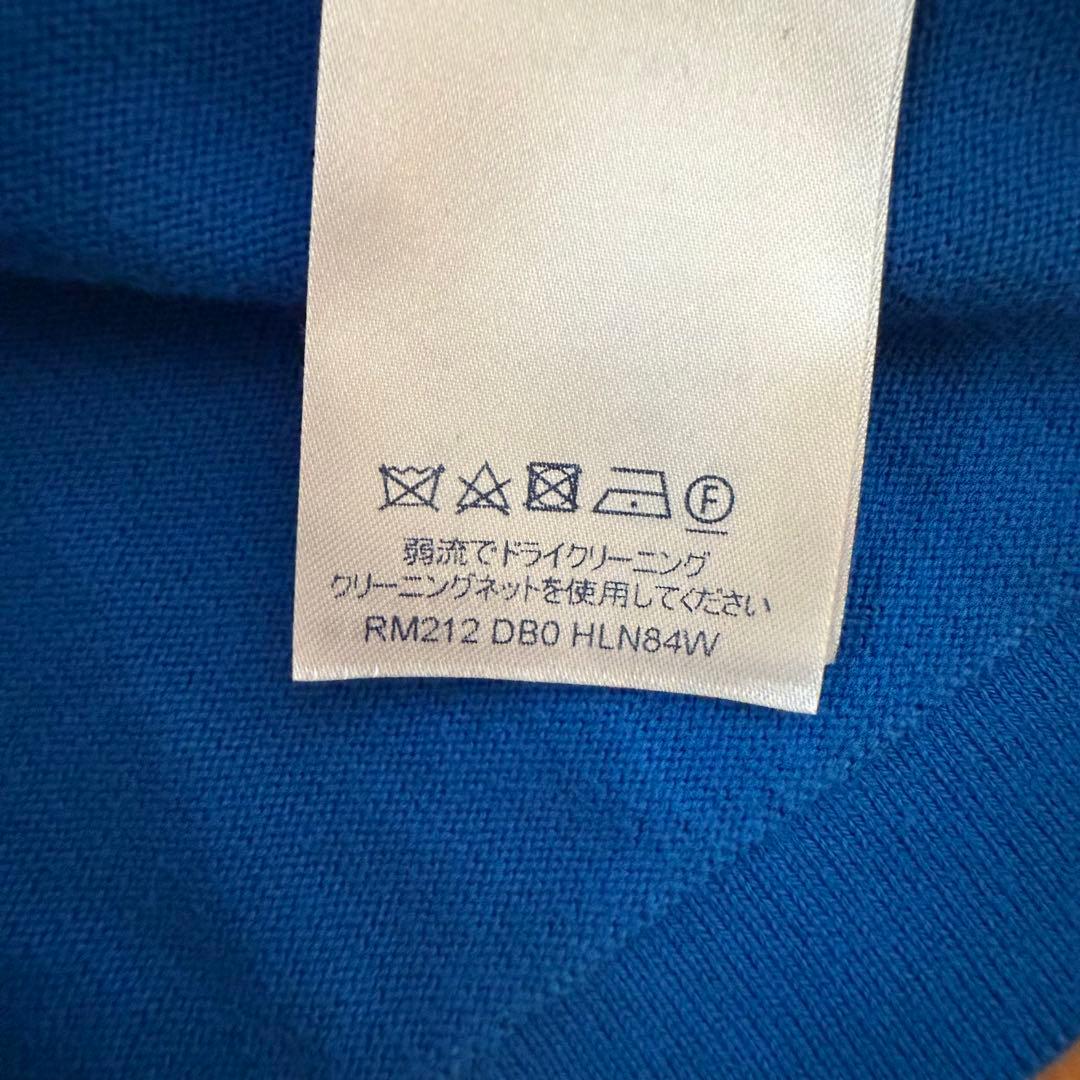 F
弱流でドライクリーニング
クリーニングネットを使用してください
RM212 DB0 HLN84W